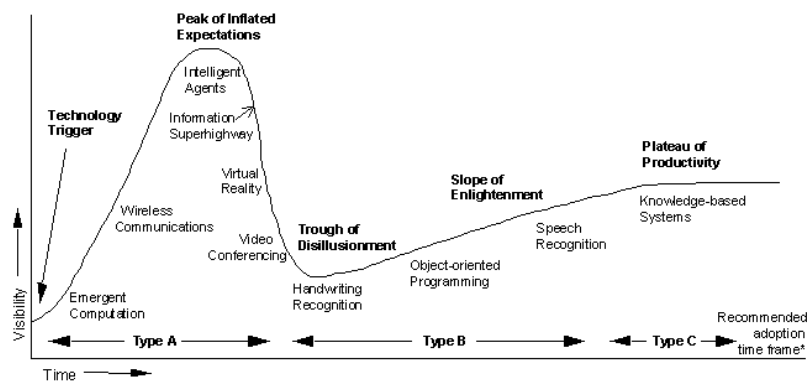 Peak of Inflated
Expectations
Intelligent
Agents
Information
Superhighway
Technology
Trigger
Virtual
Reality
Wireless
Communications
Video
Conferencing
Emergent
Computation
Trough of
Disillusionment
Handwriting
Recognition
Object-oriented
Programming
Slope of
Enlightenment
Speech
Recognition
Plateau of
Productivity
Knowledge-based
Systems
Visibility
Type A
Type B
Type C
Recommended
adoption
time frame*
Time